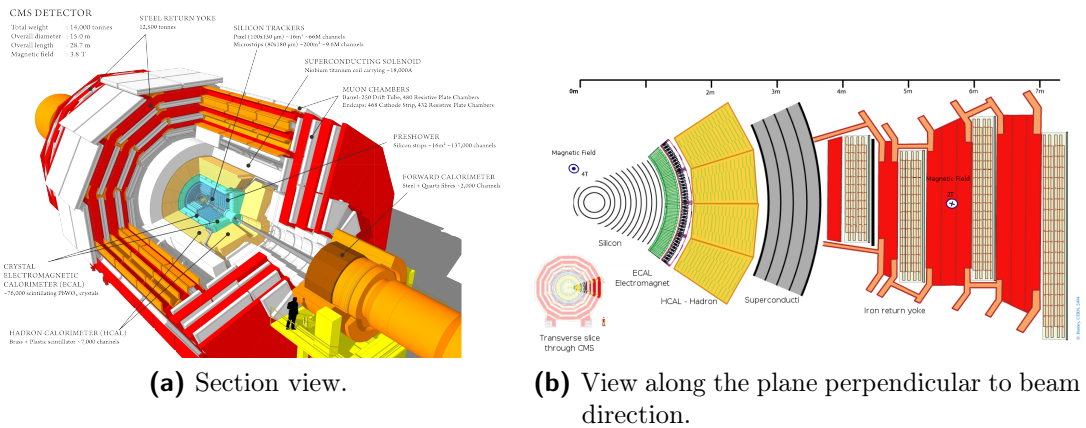 CMS DETECTOR
Total weight : 14,000 tonnes
Overall diameter : 15.0 m
Overall length : 28.7 m
Magnetic field : 3.8 T
STEEL RETURN YOKE
12,500 tonnes
SILICON TRACKERS
Pixel (100x150 μm) ~16m² ~66M channels
Microstrips (80x180 μm) ~200m² ~9.6M channels
SUPERCONDUCTING SOLENOID
Niobium titanium coil carrying ~18,000A
MUON CHAMBERS
Barrel: 250 Drift Tube, 480 Resistive Plate Chambers
Endcaps: 468 Cathode Strip, 432 Resistive Plate Chambers
PRESHOWER
Silicon strips ~16m² ~137,000 channels
FORWARD CALORIMETER
Steel + Quartz fibres ~2,000 Channels
CRYSTAL
ELECTROMAGNETIC
CALORIMETER (ECAL)
~76,000 scintillating PbWO₄ crystals
HADRON CALORIMETER (HCAL)
Brass + Plastic scintillator ~7,000 channels
(a) Section view.
0m 2m 3m 4m 5m 6m 7m
Magnetic Field
4T
Magnetic Field
2T
Silicon
ECAL
Electromagnet
HCAL - Hadron
Superconducti
Iron return yoke
Transverse slice
through CMS
(b) View along the plane perpendicular to beam
direction.